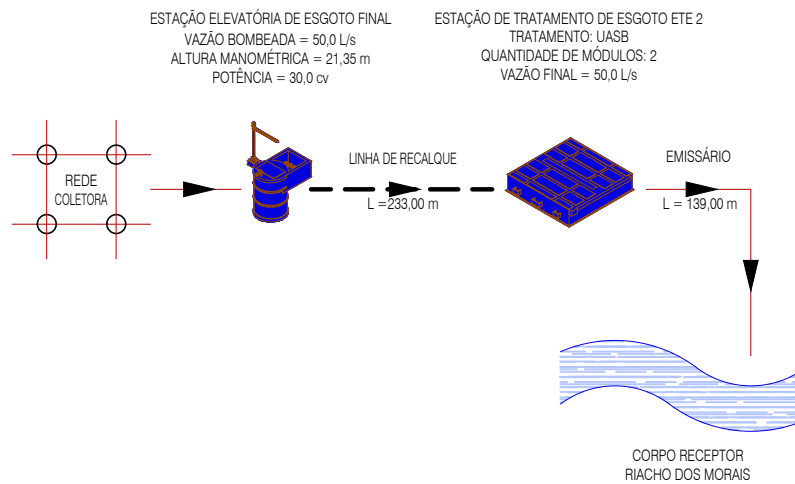 ESTAÇÃO ELEVATÓRIA DE ESGOTO FINAL
VAZÃO BOMBEADA = 50,0 L/s
ALTURA MANOMÉTRICA = 21,35 m
POTÊNCIA = 30,0 cv
ESTAÇÃO DE TRATAMENTO DE ESGOTO ETE 2
TRATAMENTO: UASB
QUANTIDADE DE MÓDULOS: 2
VAZÃO FINAL = 50,0 L/s
REDE
COLETORA
LINHA DE RECALQUE
L =233,00 m
EMISSÁRIO
L = 139,00 m
CORPO RECEPTOR
RIACHO DOS MORAIS